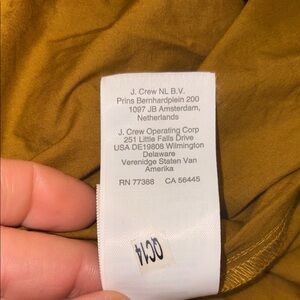 J. Crew NL B.V.
Prins Bernhardplein 200
1097 JB Amsterdam,
Netherlands
J. Crew Operating Corp
251 Little Falls Drive
USA DE19808 Wilmington
Delaware
Verenidge Staten Van
Amerika
RN 77388 CA 56445
QC14